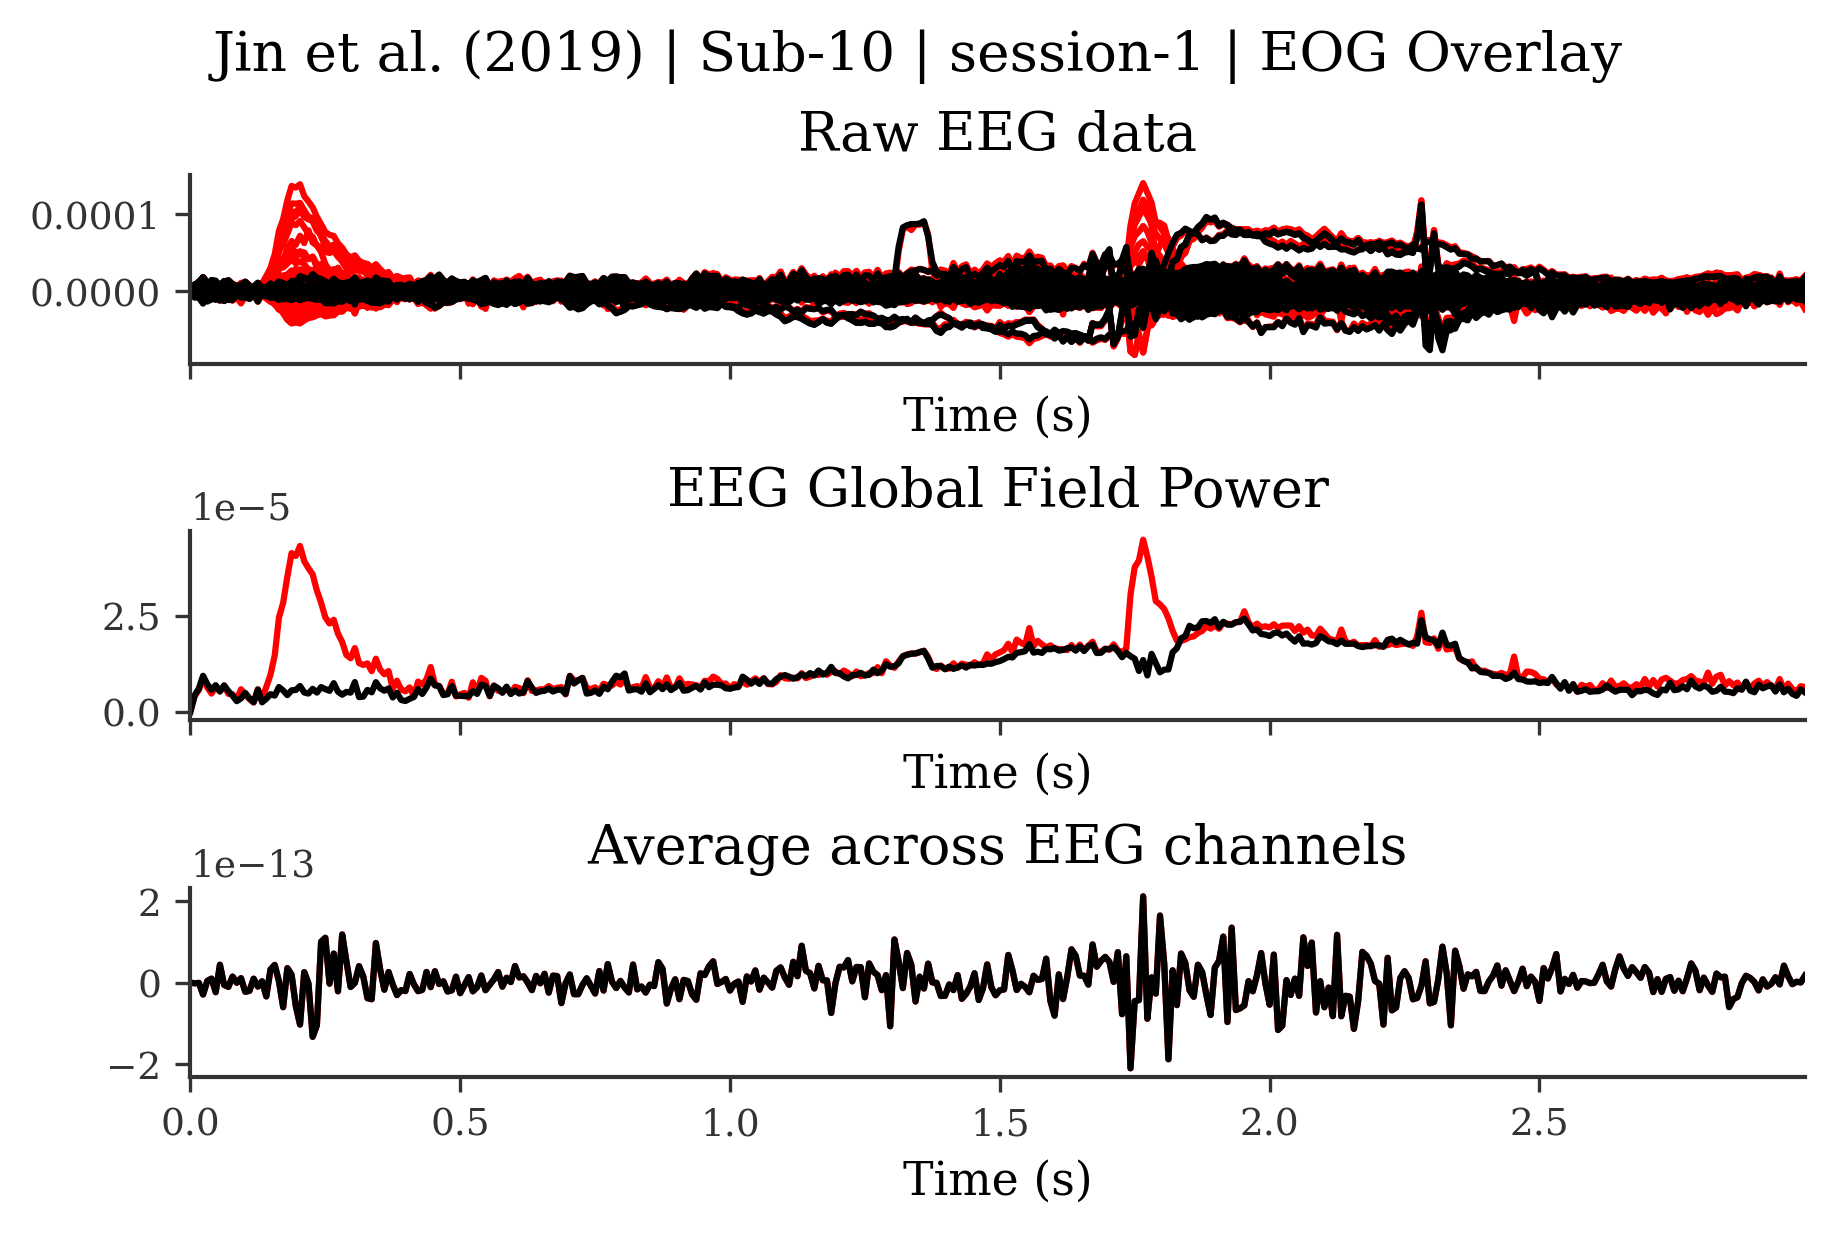 Jin et al. (2019) | Sub-10 | session-1 | EOG Overlay
Raw EEG data
0.0001
0.0000
Time (s)
EEG Global Field Power
1e−5
2.5
0.0
Time (s)
Average across EEG channels
1e−13
2
0
−2
0.0 0.5 1.0 1.5 2.0 2.5
Time (s)